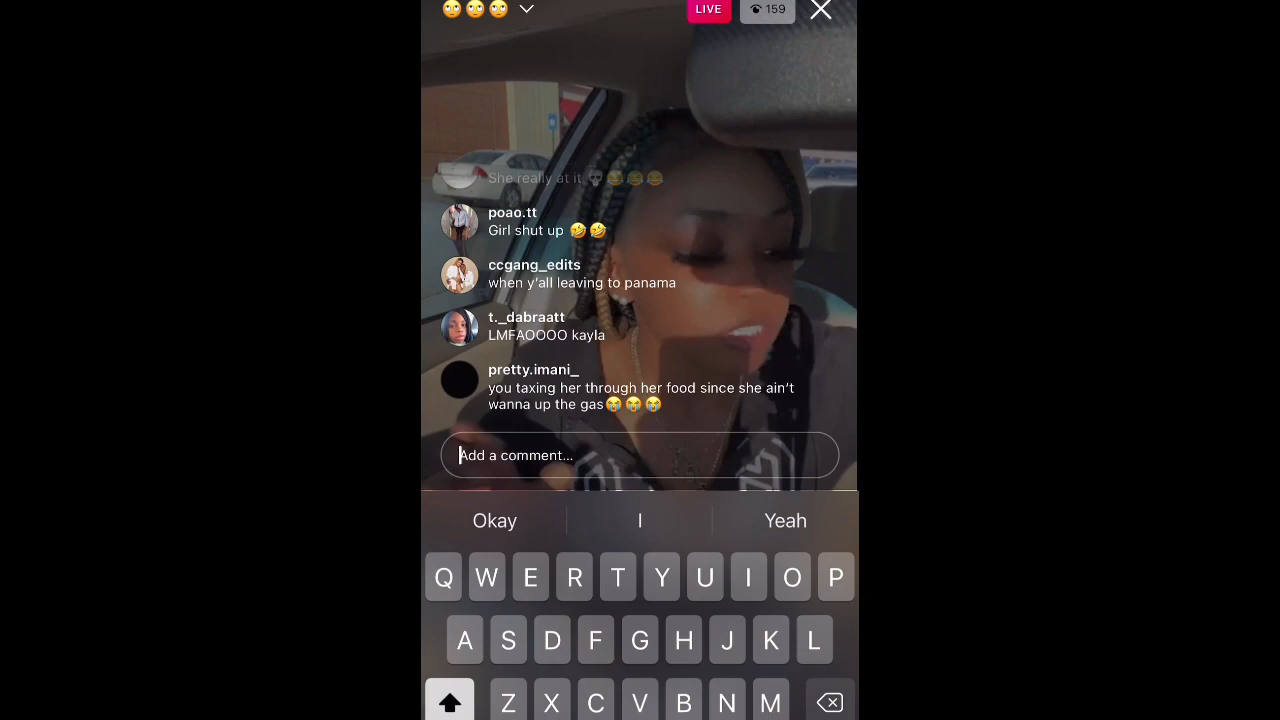 🙄🙄🙄
LIVE
159
She really at it 💀😂😂😂
poao.tt
Girl shut up 🤣🤣
ccgang_edits
when y'all leaving to panama
t._dabraatt
LMFAOOOO kayla
pretty.imani_
you taxing her through her food since she ain't
wanna up the gas😭😭😭
Add a comment...
Okay I Yeah
Q W E R T Y U I O P
A S D F G H J K L
Z X C V B N M